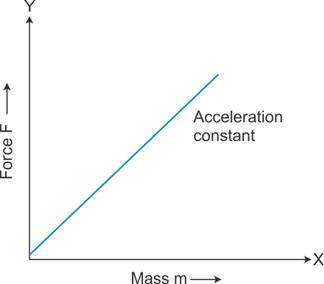 Y
Force F
Acceleration
constant
X
Mass m